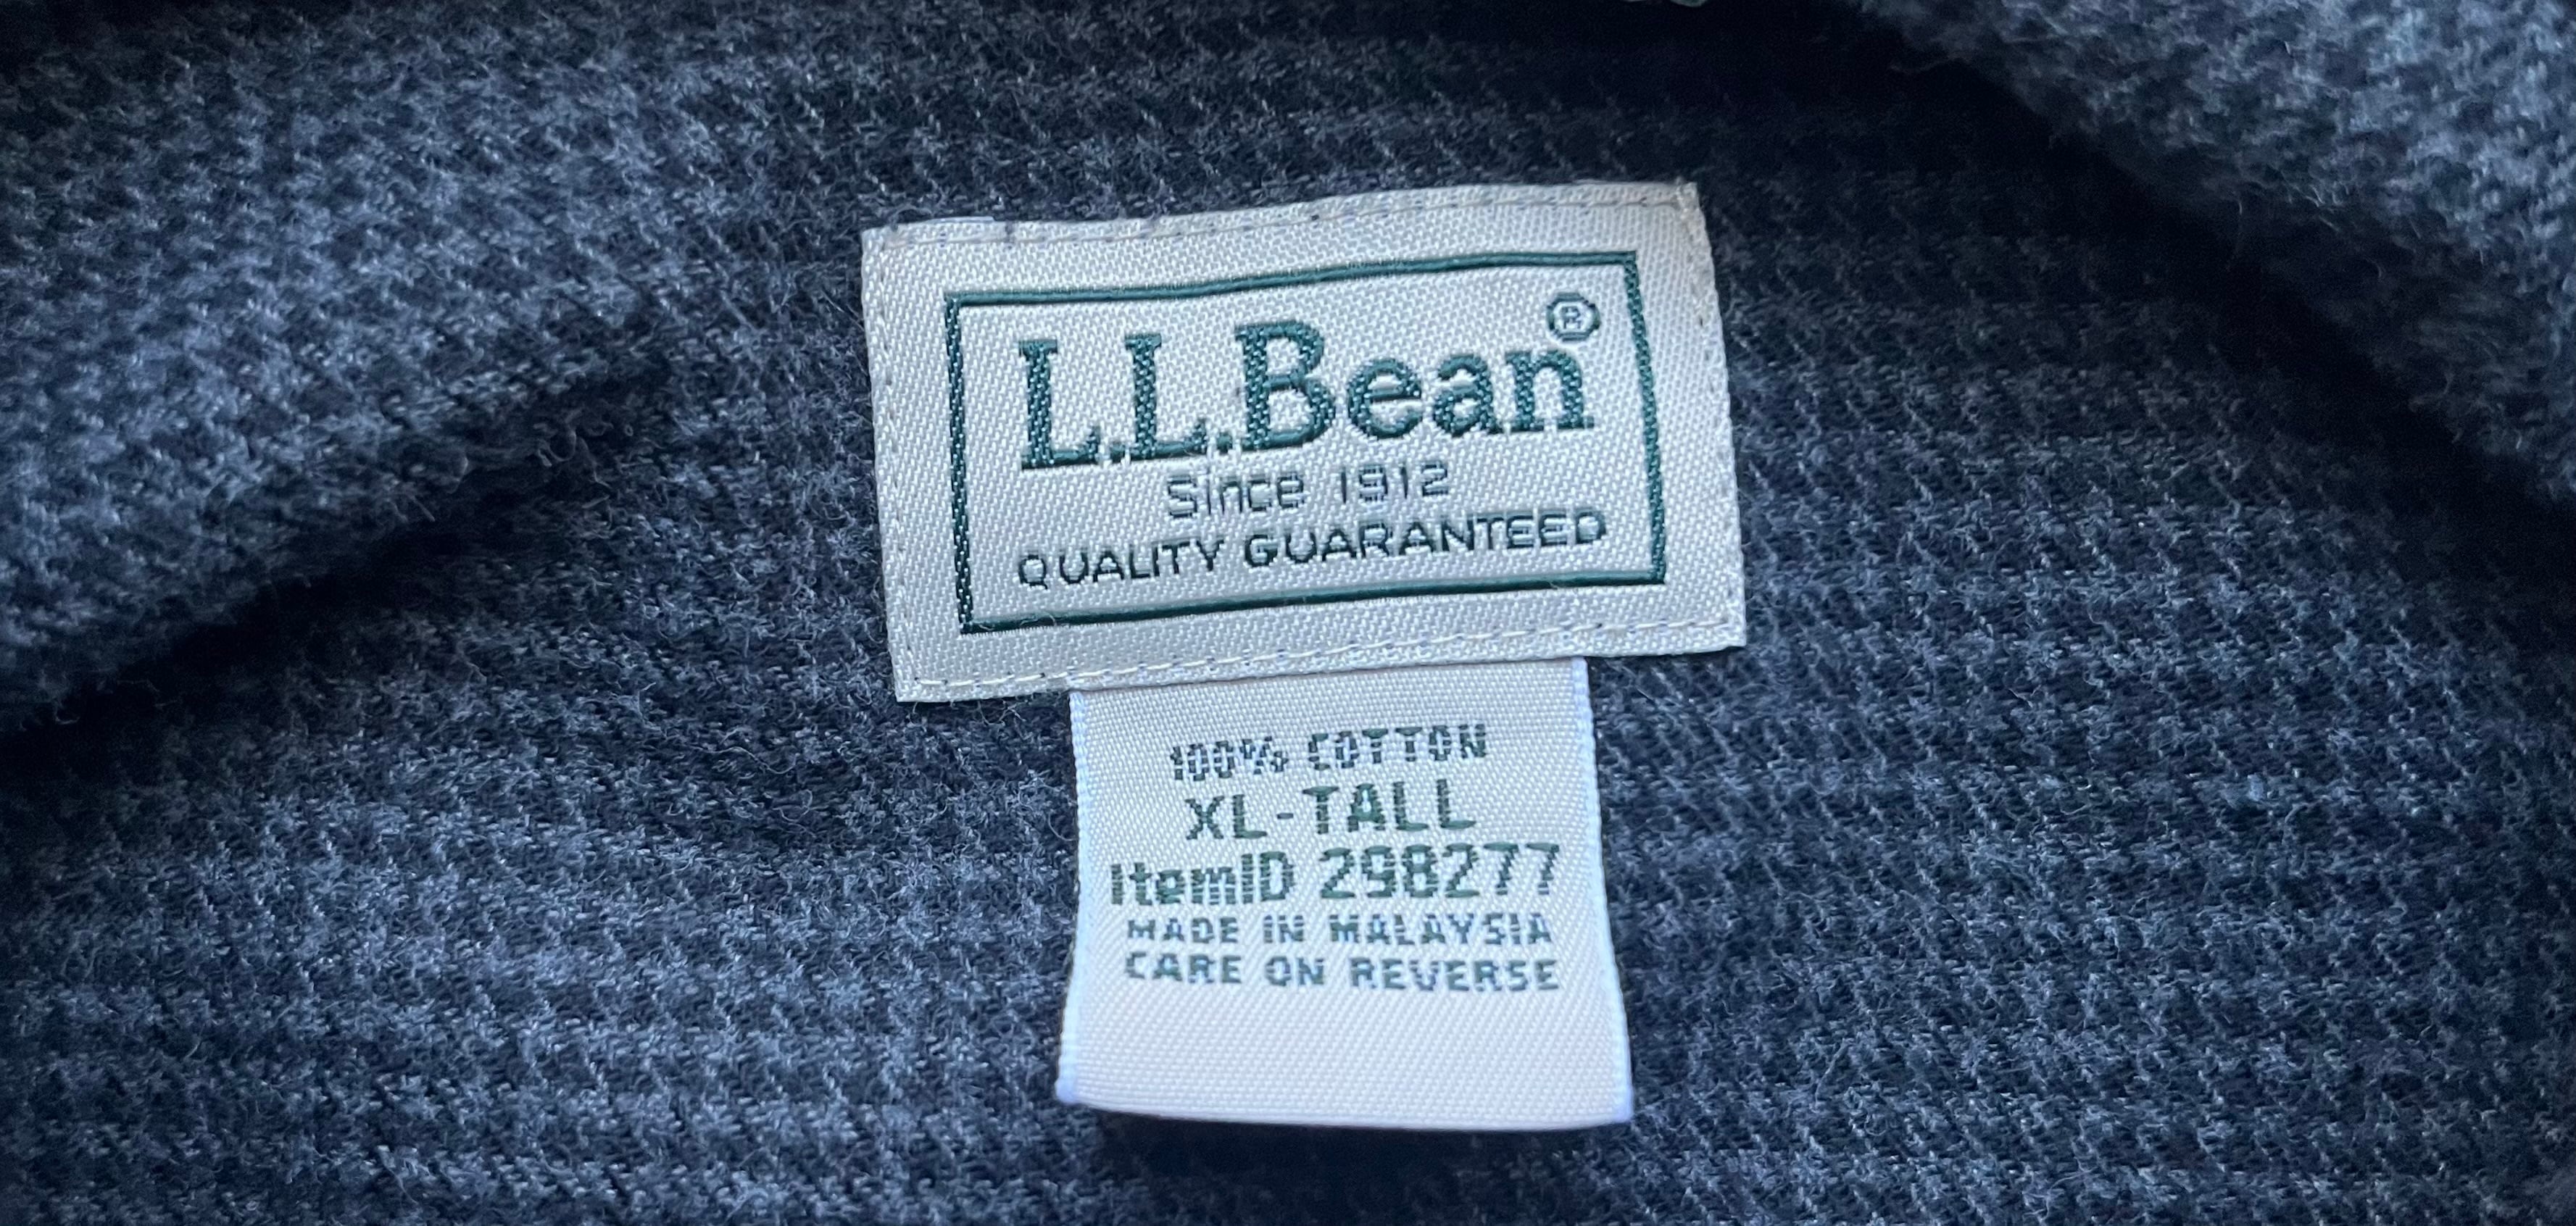 L.L.Bean®
Since 1912
QUALITY GUARANTEED
100% COTTON
XL-TALL
ItemID 298277
MADE IN MALAYSIA
CARE ON REVERSE